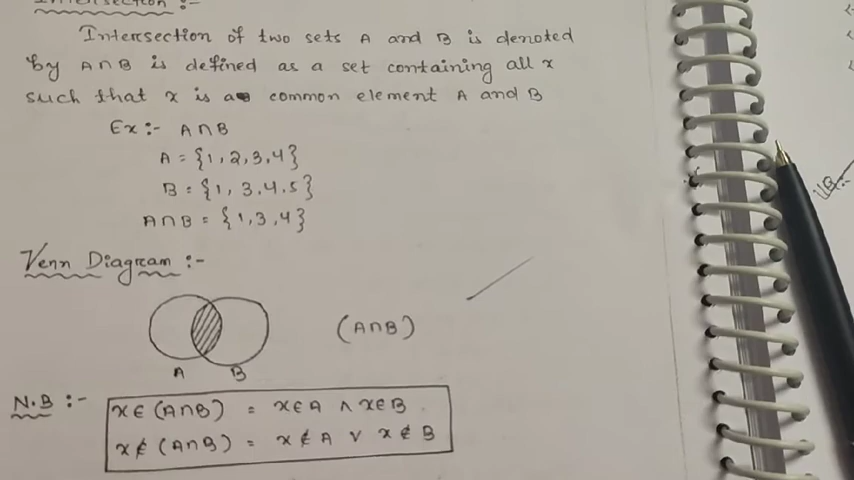 Intersection :-
Intersection of two sets A and B is denoted
by A∩B is defined as a set containing all x
such that x is a common element A and B
Ex:- A∩B
A = {1, 2, 3, 4}
B = {1, 3, 4, 5}
A∩B = {1, 3, 4}
Venn Diagram :-
(A∩B)
A B
N.B :-
x∈ (A∩B) = x∈A ∧ x∈B
x∉ (A∩B) = x∉ A ∨ x∉ B